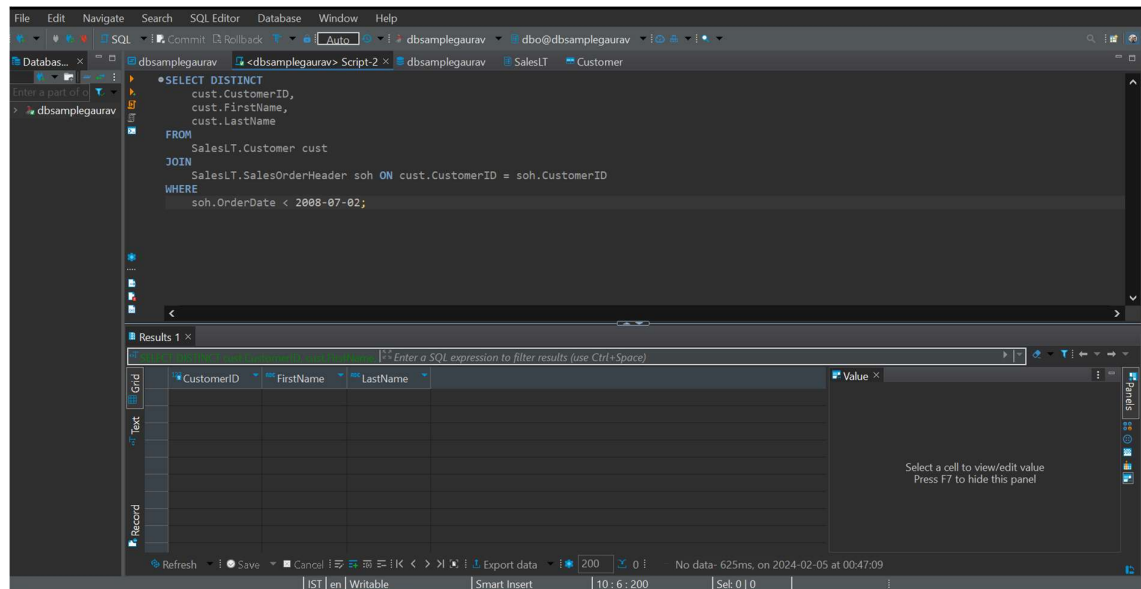 File Edit Navigate Search SQL Editor Database Window Help
SQL Commit Rollback T Auto dbsamplegaurav dbo@dbsamplegaurav
Databas... × dbsamplegaurav <dbsamplegaurav> Script-2 × dbsamplegaurav SalesLT Customer
Enter a part of o
dbsamplegaurav
SELECT DISTINCT
cust.CustomerID,
cust.FirstName,
cust.LastName
FROM
SalesLT.Customer cust
JOIN
SalesLT.SalesOrderHeader soh ON cust.CustomerID = soh.CustomerID
WHERE
soh.OrderDate < 2008-07-02;
Results 1 ×
SELECT DISTINCT cust.CustomerID, cust.FirstName, Enter a SQL expression to filter results (use Ctrl+Space)
Grid
Text
Record
CustomerID FirstName LastName
Value ×
Panels
Select a cell to view/edit value
Press F7 to hide this panel
Refresh Save Cancel Export data 200 0 No data - 625ms, on 2024-02-05 at 00:47:09
IST en Writable Smart Insert 10 : 6 : 200 Sel: 0 | 0